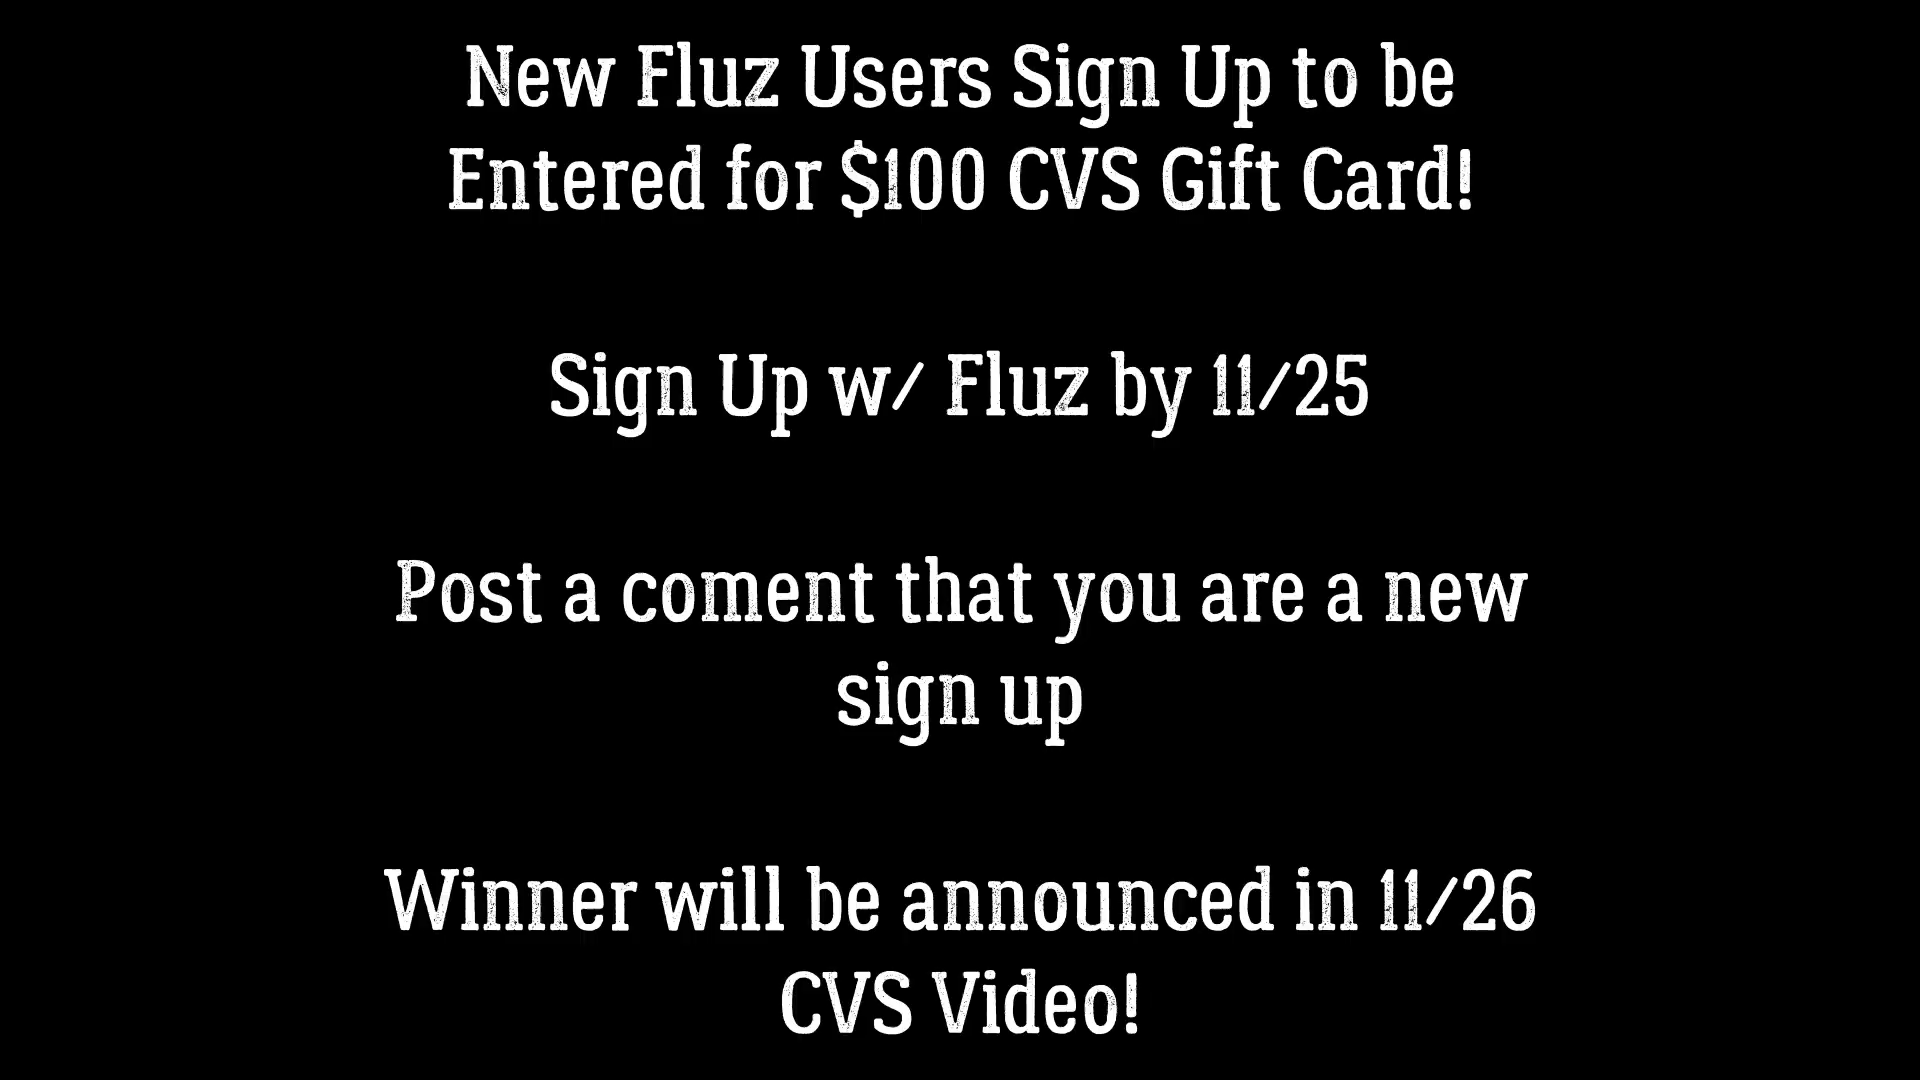 New Fluz Users Sign Up to be
Entered for $100 CVS Gift Card!
Sign Up w/ Fluz by 11/25
Post a coment that you are a new
sign up
Winner will be announced in 11/26
CVS Video!